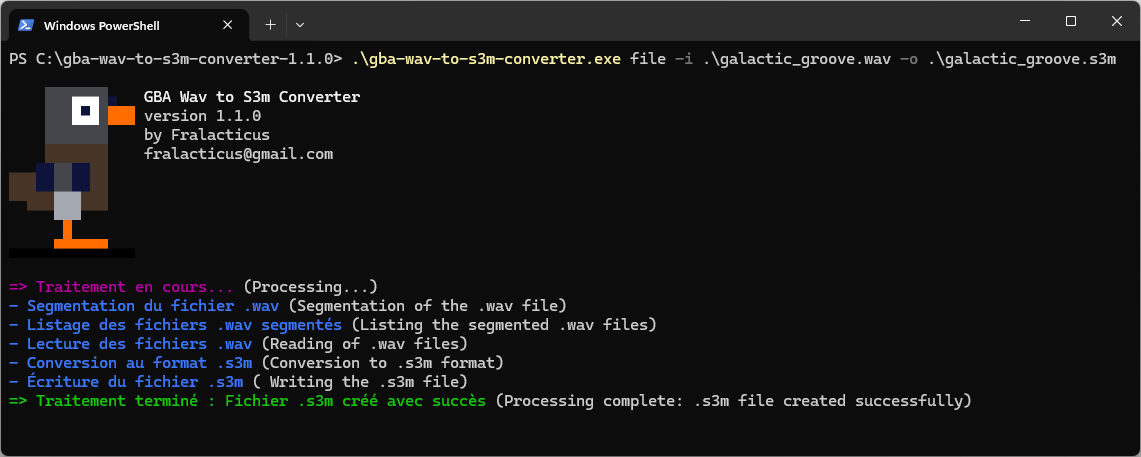 Windows PowerShell
PS C:\gba-wav-to-s3m-converter-1.1.0> .\gba-wav-to-s3m-converter.exe file -i .\galactic_groove.wav -o .\galactic_groove.s3m
GBA Wav to S3m Converter
version 1.1.0
by Fralacticus
fralacticus@gmail.com
=> Traitement en cours... (Processing...)
- Segmentation du fichier .wav (Segmentation of the .wav file)
- Listage des fichiers .wav segmentés (Listing the segmented .wav files)
- Lecture des fichiers .wav (Reading of .wav files)
- Conversion au format .s3m (Conversion to .s3m format)
- Écriture du fichier .s3m ( Writing the .s3m file)
=> Traitement terminé : Fichier .s3m créé avec succès (Processing complete: .s3m file created successfully)